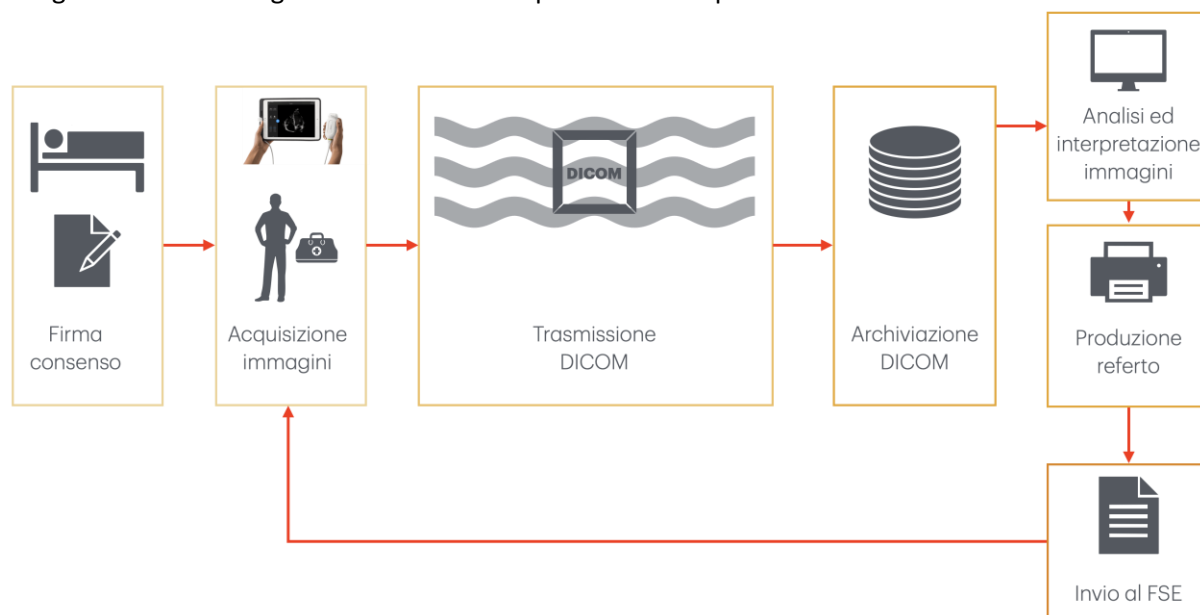 Firma
consenso
Acquisizione
immagini
DICOM
Trasmissione
DICOM
Archiviazione
DICOM
Analisi ed
interpretazione
immagini
Produzione
referto
Invio al FSE